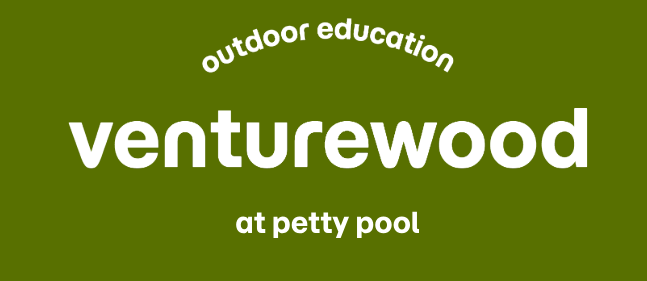 outdoor education
venturewood
at petty pool